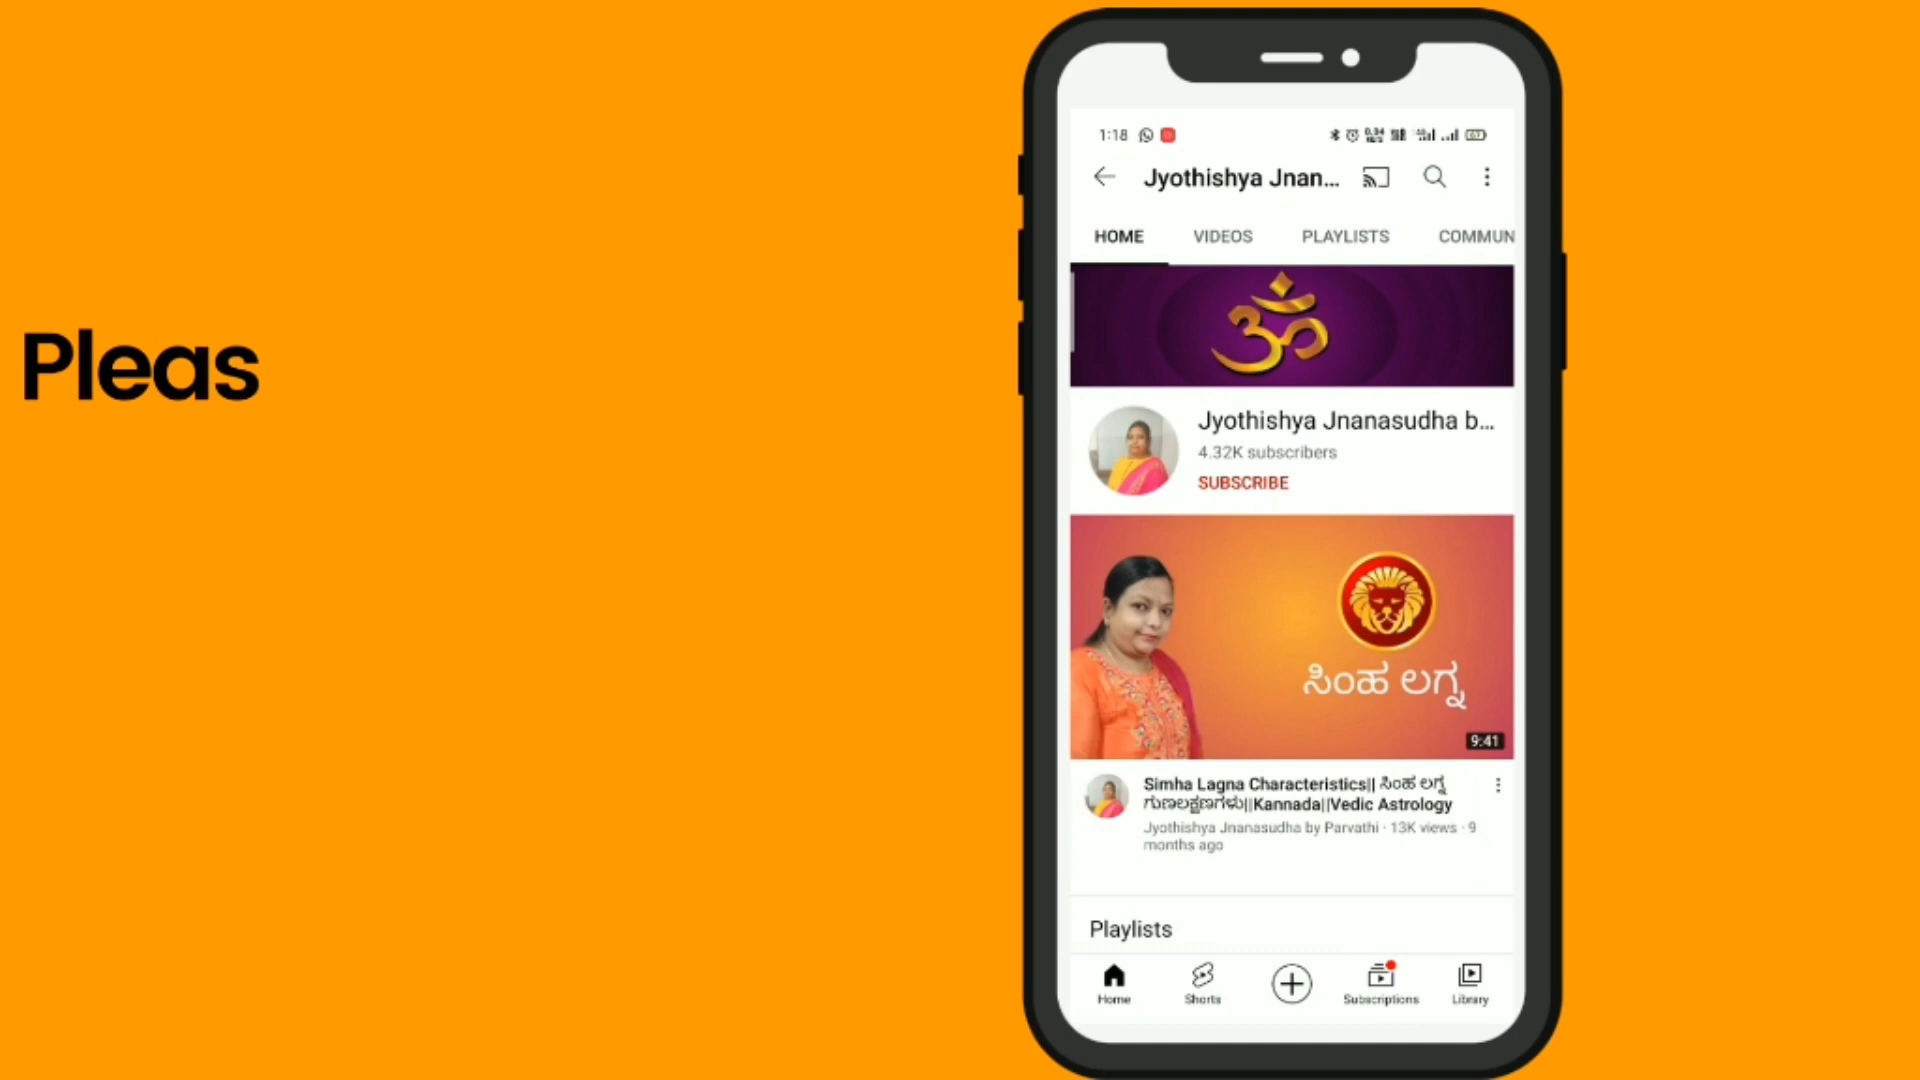 Pleas
1:18
Jyothishya Jnan...
HOME VIDEOS PLAYLISTS COMMUN
ॐ
Jyothishya Jnanasudha b...
4.32K subscribers
SUBSCRIBE
ಸಿಂಹ ಲಗ್ನ
9:41
Simha Lagna Characteristics|| ಸಿಂಹ ಲಗ್ನ
ಗುಣಲಕ್ಷಣಗಳು||Kannada||Vedic Astrology
Jyothishya Jnanasudha by Parvathi · 13K views · 9
months ago
Playlists
Home Shorts Subscriptions Library